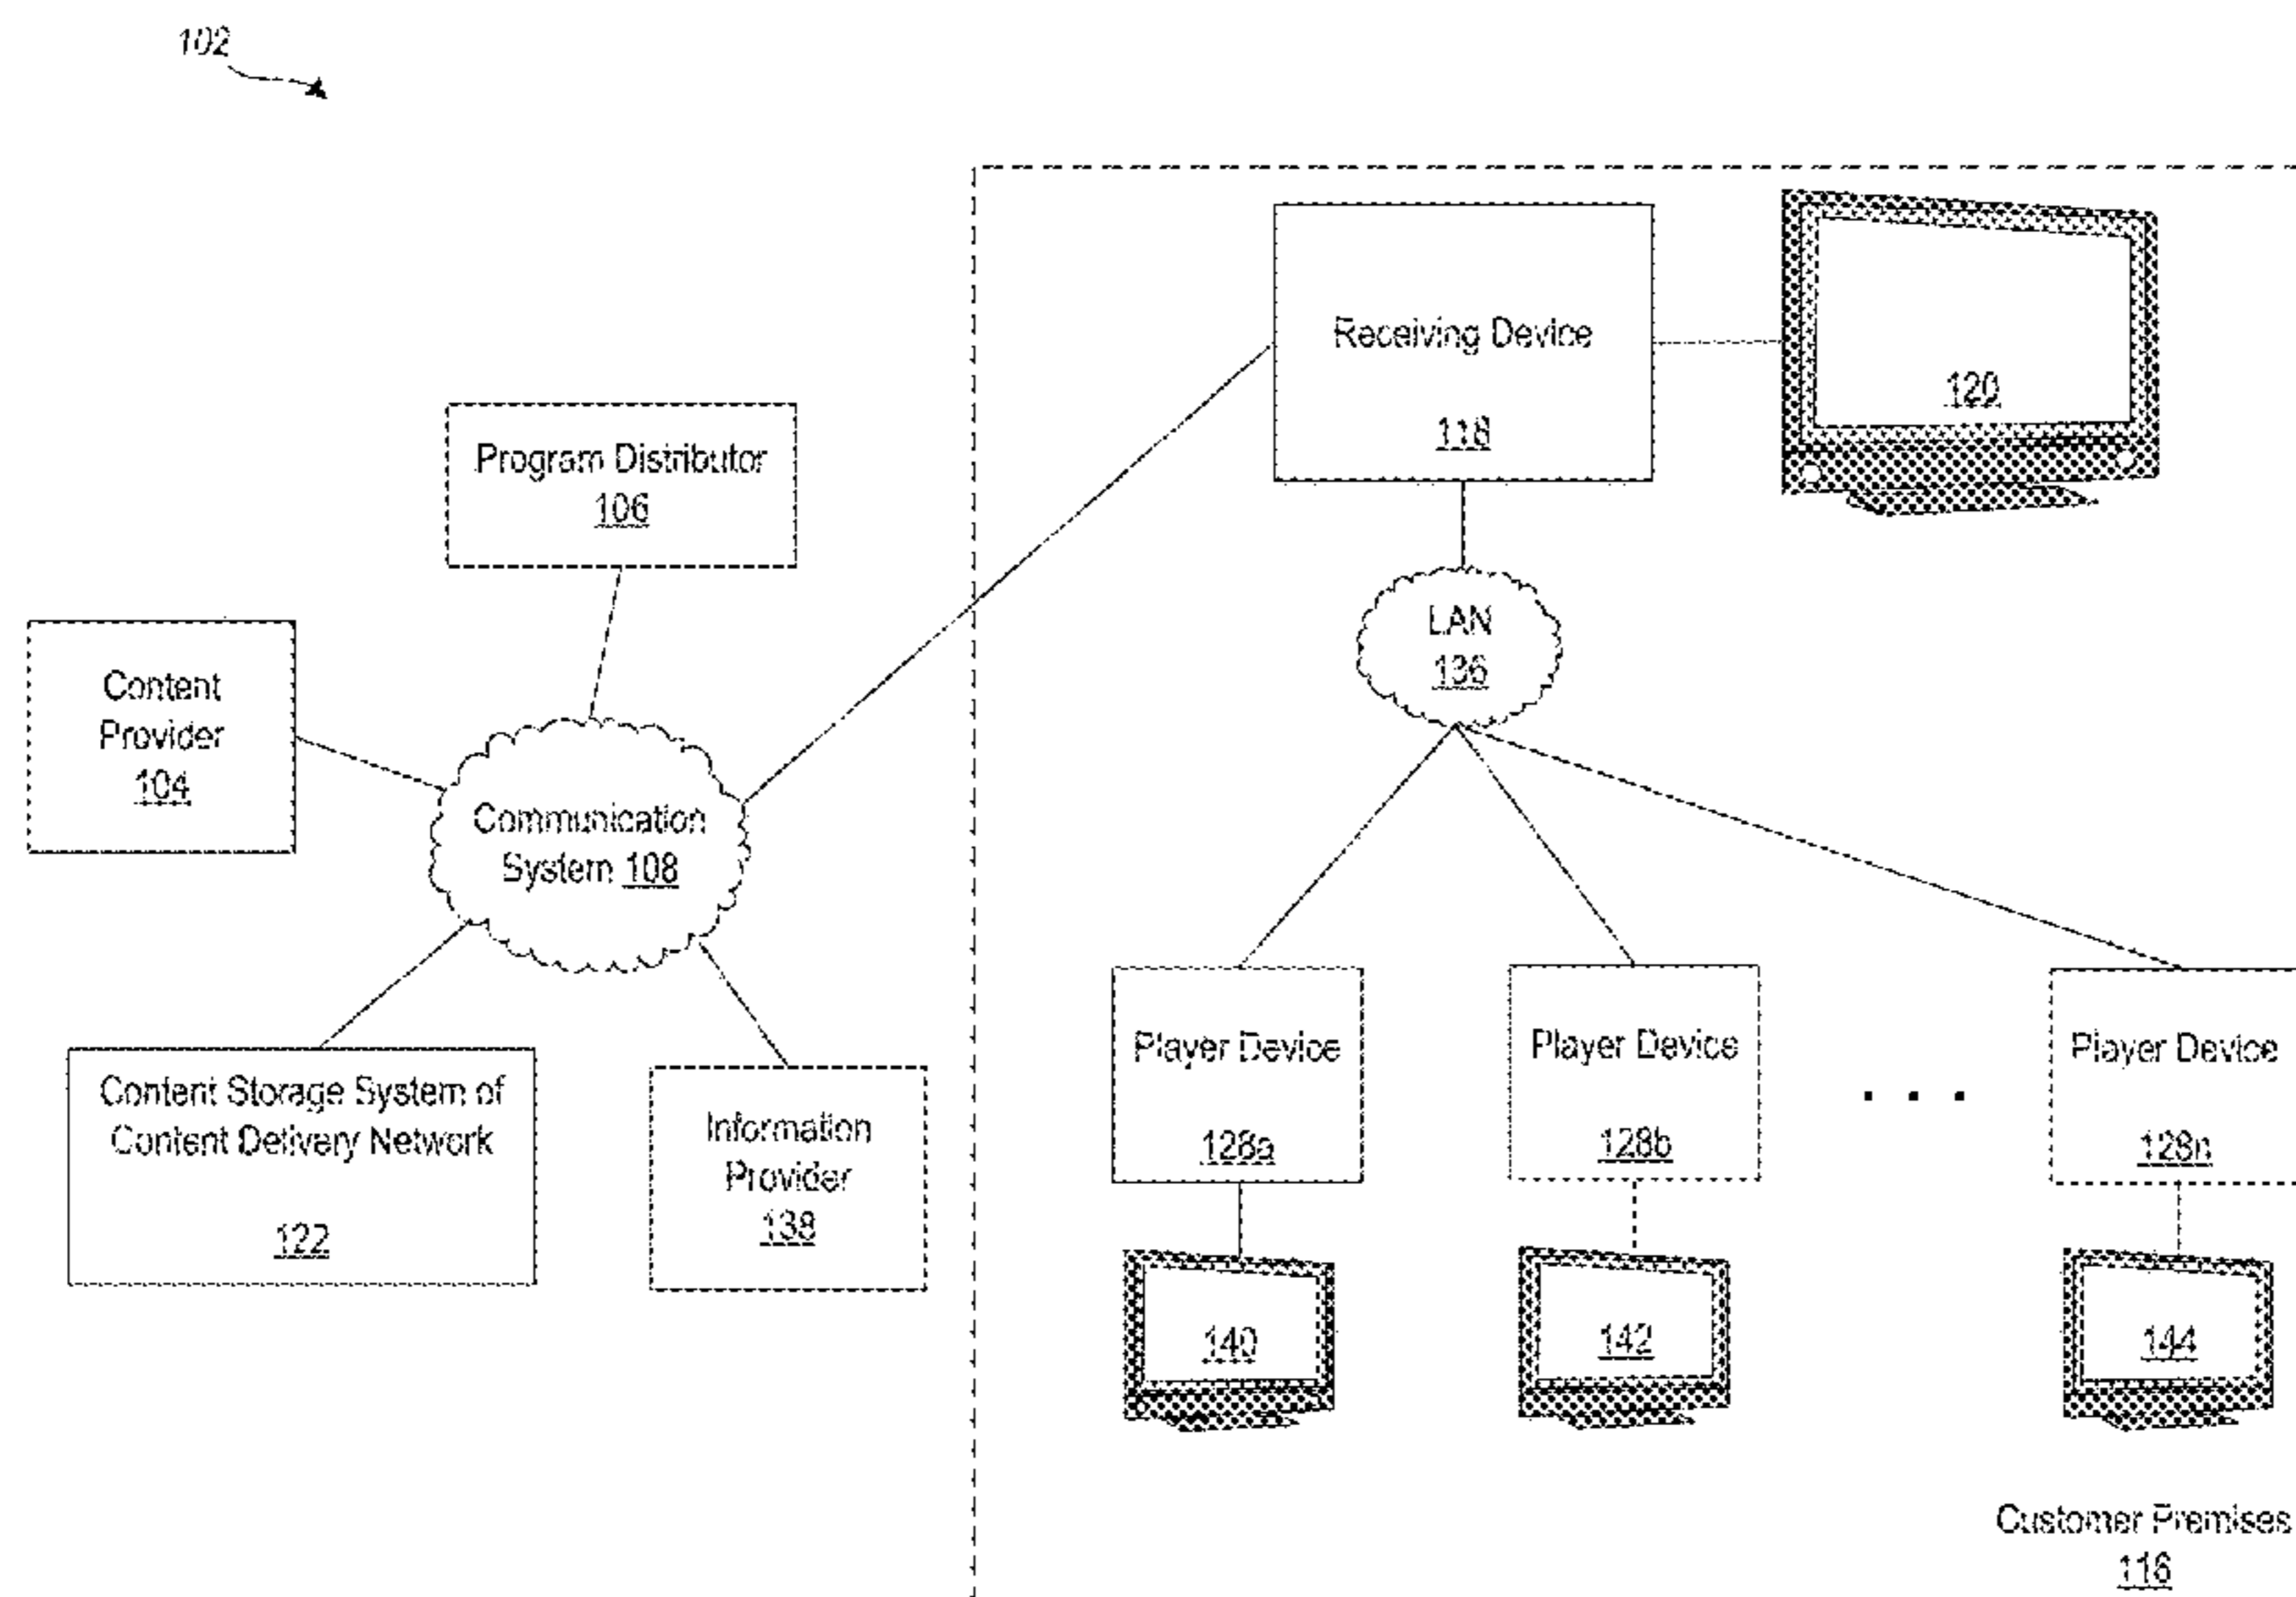 102
Receiving Device
118
120
Program Distributor
106
LAN
136
Content
Provider
104
Communication
System 108
Content Storage System of
Content Delivery Network
122
Information
Provider
138
Player Device
128a
Player Device
128b
. . .
Player Device
128n
140
142
144
Customer Premises
116